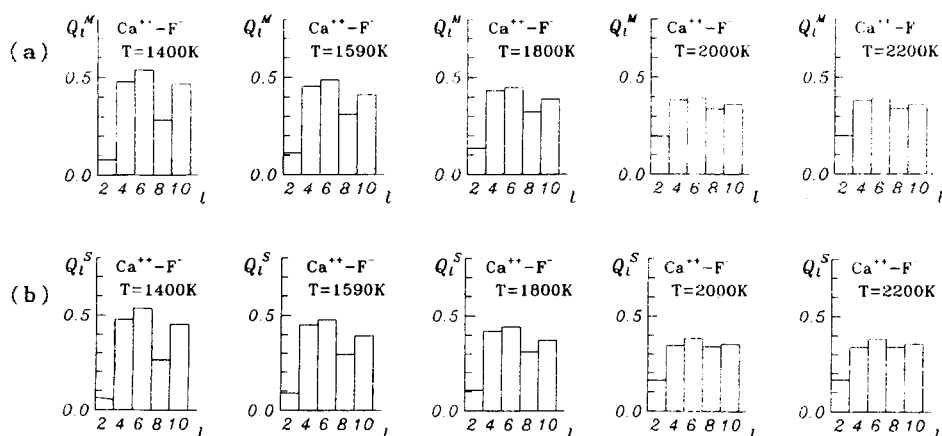 (a)
Q_l^M Ca⁺⁺-F⁻
T=1400K
0.5
0.0
2 4 6 8 10 l
Q_l^M Ca⁺⁺-F⁻
T=1590K
0.5
0.0
2 4 6 8 10 l
Q_l^M Ca⁺⁺-F⁻
T=1800K
0.5
0.0
2 4 6 8 10 l
Q_l^M Ca⁺⁺-F⁻
T=2000K
0.5
0.0
2 4 6 8 10 l
Q_l^M Ca⁺⁺-F
T=2200K
0.5
0.0
2 4 6 8 10 l
(b)
Q_l^S Ca⁺⁺-F⁻
T=1400K
0.5
0.0
2 4 6 8 10 l
Q_l^S Ca⁺⁺-F⁻
T=1590K
0.5
0.0
2 4 6 8 10 l
Q_l^S Ca⁺⁺-F⁻
T=1800K
0.5
0.0
2 4 6 8 10 l
Q_l^S Ca⁺⁺-F⁻
T=2000K
0.5
0.0
2 4 6 8 10 l
Q_l^S Ca⁺⁺-F⁻
T=2200K
0.5
0.0
2 4 6 8 10 l